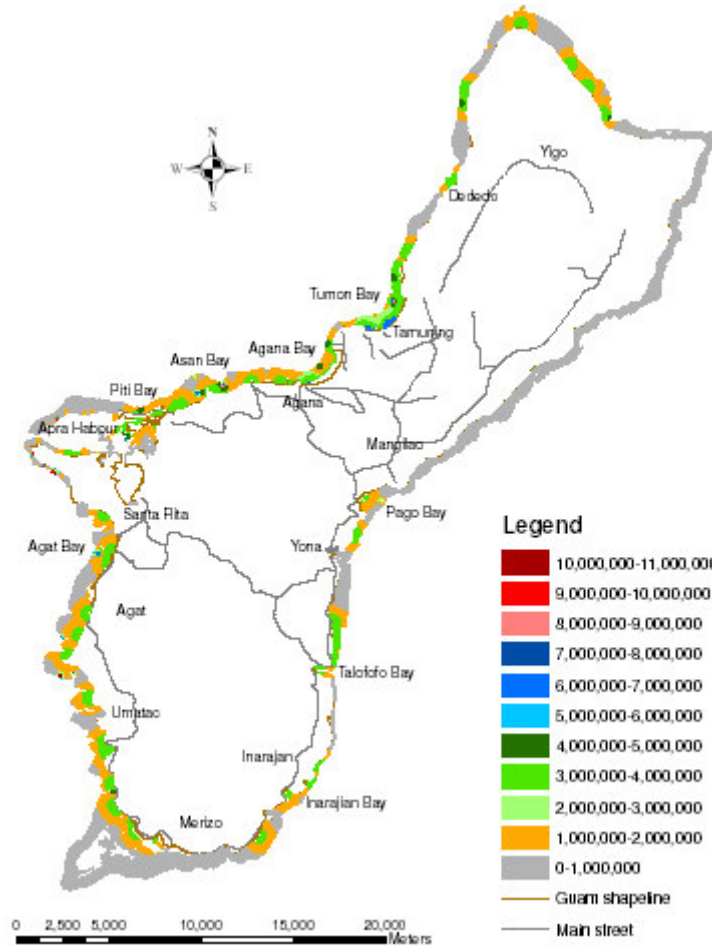 N
W E
S
Yigo
Dededo
Tumon Bay
Tamuning
Agana Bay
Asan Bay
Piti Bay
Agana
Apra Habour
Mangilao
Santa Rita
Pago Bay
Agat Bay
Yona
Agat
Talofofo Bay
Umatac
Inarajan
Inarajian Bay
Merizo
Legend
10,000,000-11,000,000
9,000,000-10,000,000
8,000,000-9,000,000
7,000,000-8,000,000
6,000,000-7,000,000
5,000,000-6,000,000
4,000,000-5,000,000
3,000,000-4,000,000
2,000,000-3,000,000
1,000,000-2,000,000
0-1,000,000
Guam shapeline
Main street
0 2,500 5,000 10,000 15,000 20,000
Meters